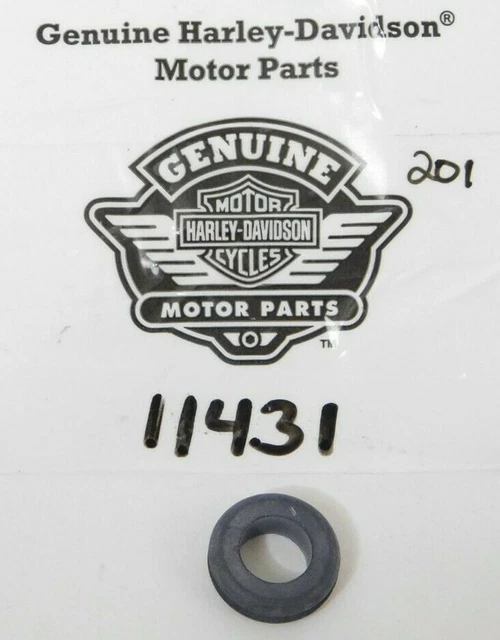 Genuine Harley-Davidson®
Motor Parts
GENUINE
201
MOTOR
HARLEY-DAVIDSON
CYCLES
MOTOR PARTS
TM
11431